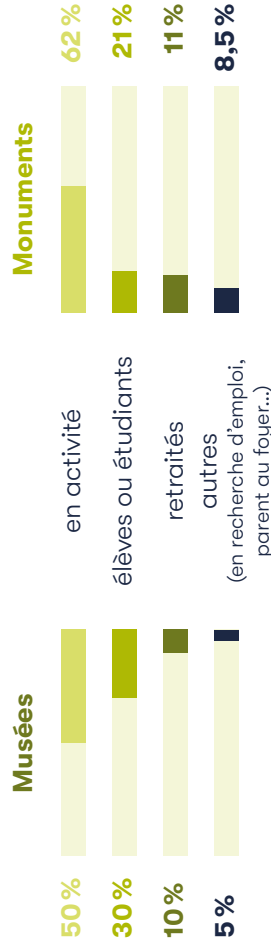 Musées
Monuments
50 %
en activité
62 %
30 %
élèves ou étudiants
21 %
10 %
retraités
11 %
5 %
autres
(en recherche d'emploi,
parent au foyer...)
8,5 %